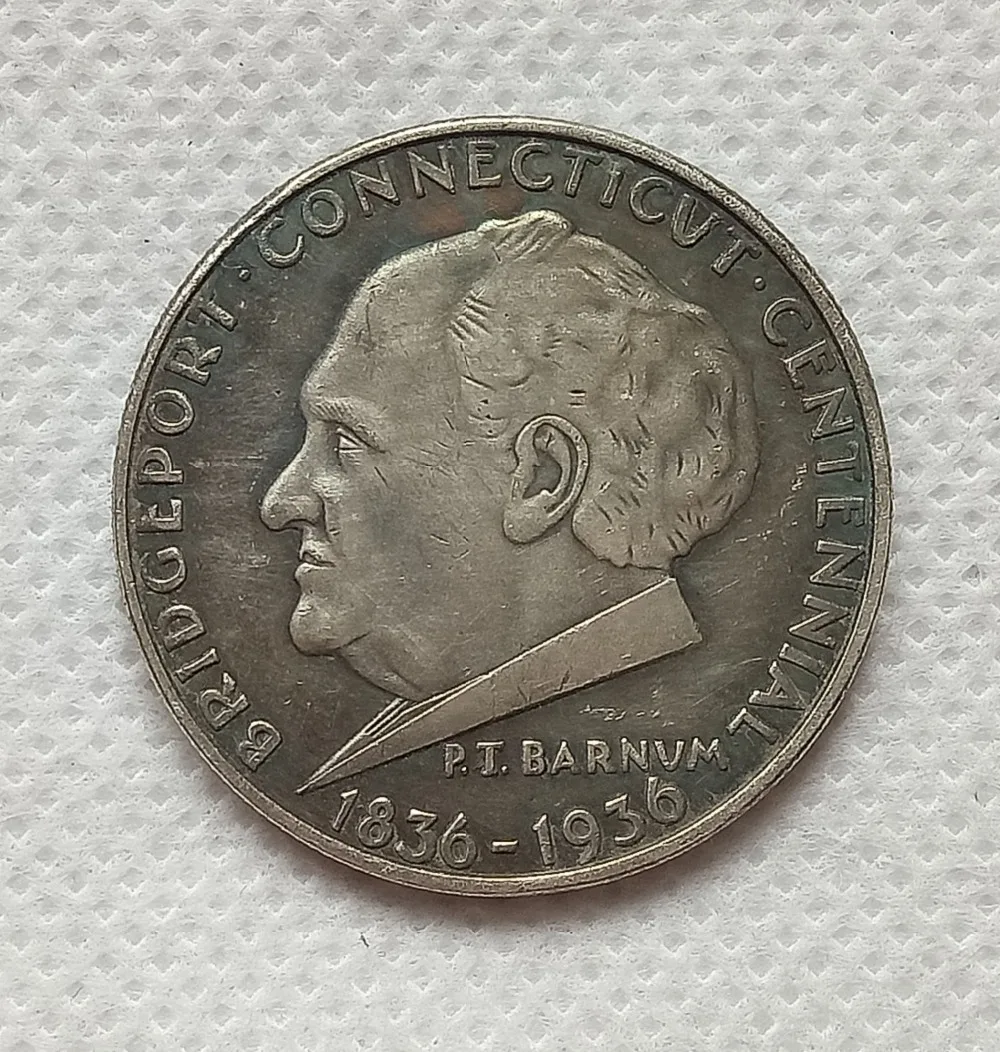 BRIDGEPORT · CONNECTICUT · CENTENNIAL
P.T. BARNUM
1836-1936